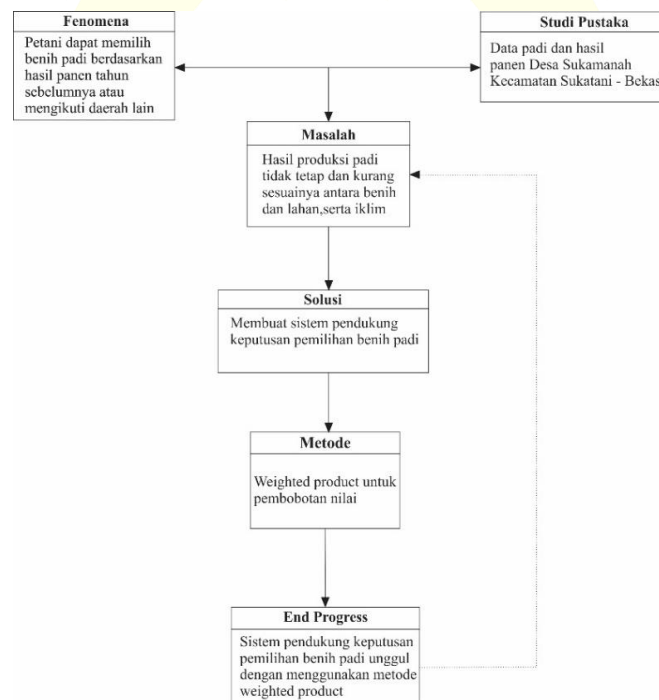 Fenomena
Petani dapat memilih
benih padi berdasarkan
hasil panen tahun
sebelumnya atau
mengikuti daerah lain
Studi Pustaka
Data padi dan hasil
panen Desa Sukamanah
Kecamatan Sukatani - Bekas
Masalah
Hasil produksi padi
tidak tetap dan kurang
sesuainya antara benih
dan lahan,serta iklim
Solusi
Membuat sistem pendukung
keputusan pemilihan benih padi
Metode
Weighted product untuk
pembobotan nilai
End Progress
Sistem pendukung keputusan
pemilihan benih padi unggul
dengan menggunakan metode
weighted product